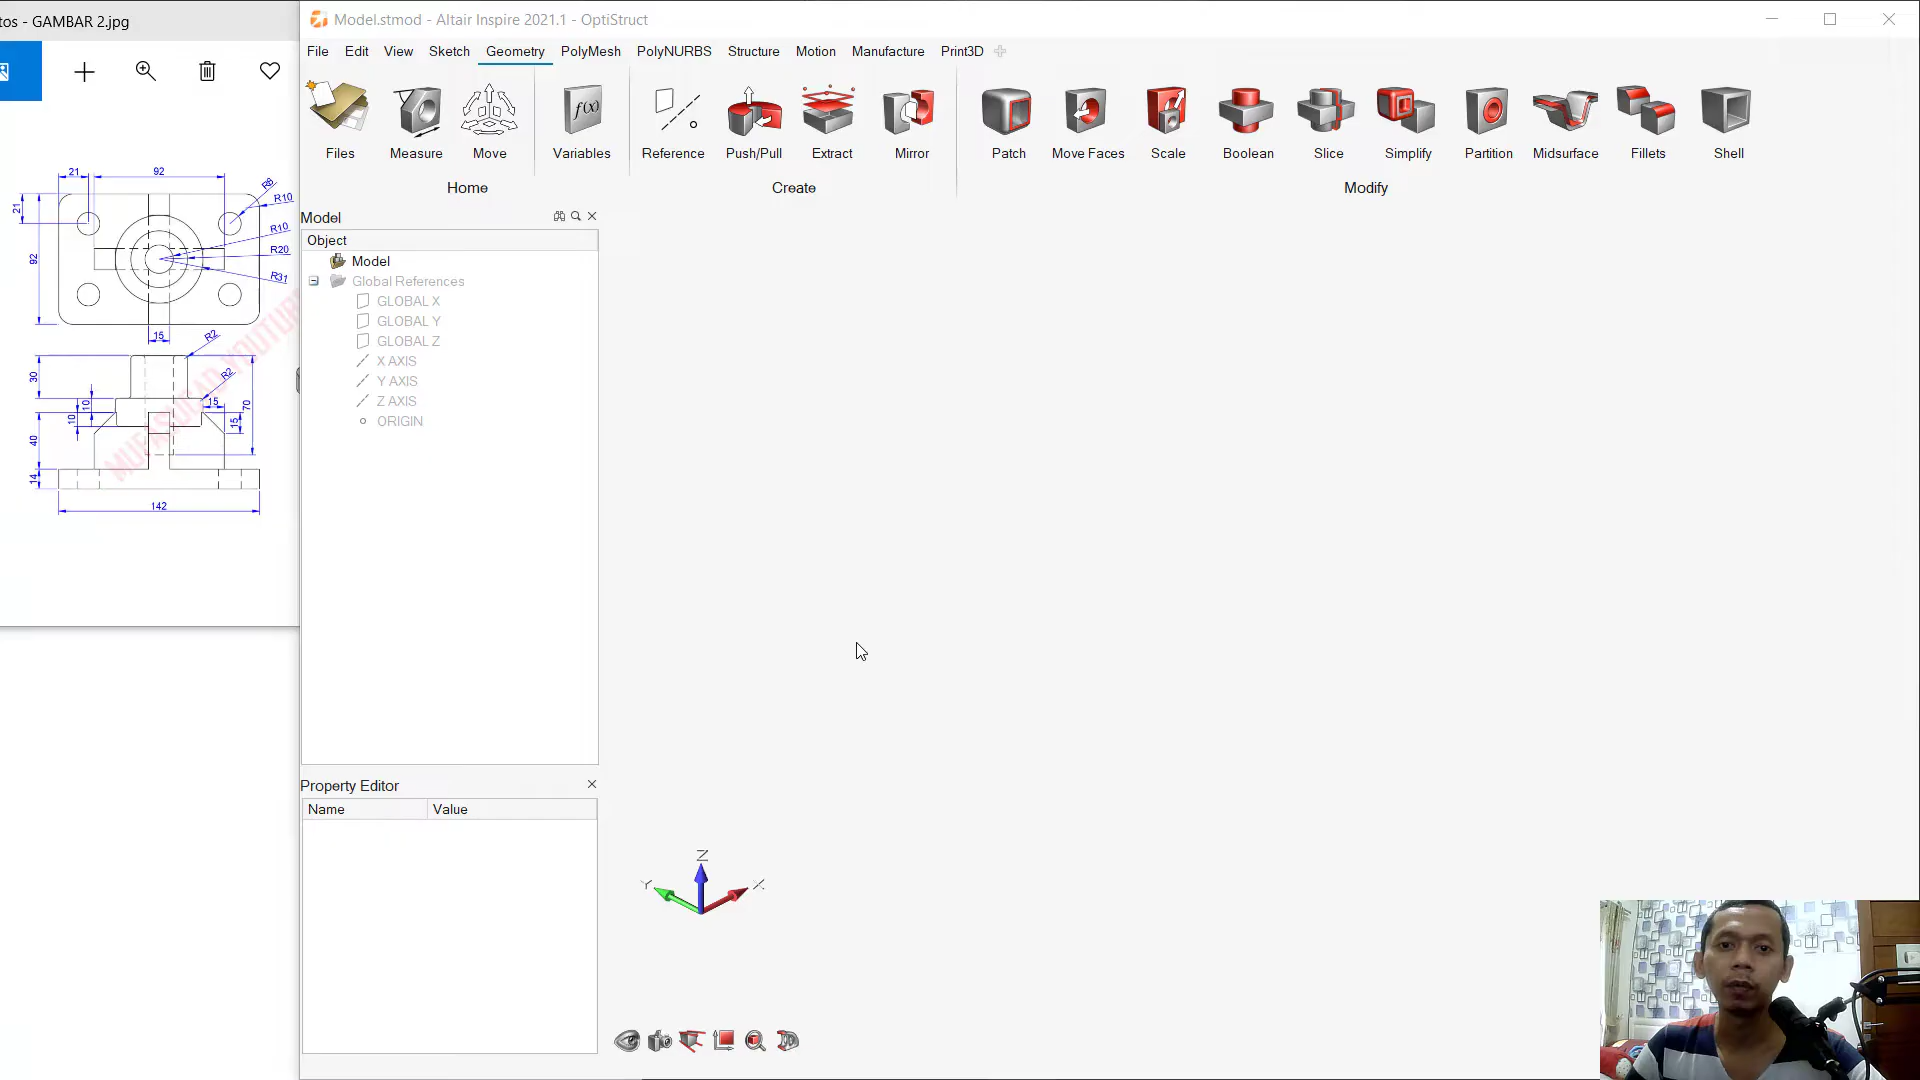 tos - GAMBAR 2.jpg
Model.stmod - Altair Inspire 2021.1 - OptiStruct
File Edit View Sketch Geometry PolyMesh PolyNURBS Structure Motion Manufacture Print3D
Files Measure Move Variables Reference Push/Pull Extract Mirror Patch Move Faces Scale Boolean Slice Simplify Partition Midsurface Fillets Shell
f(x)
Home Create Modify
21 92 R8 R10
21
92
R10
R20
R31
15 R2
30
R2
10
10
15
15
70
40
14
142
MUFASUCAD YOUTUBE
Model
Object
Model
Global References
GLOBAL X
GLOBAL Y
GLOBAL Z
X AXIS
Y AXIS
Z AXIS
ORIGIN
Property Editor
Name Value
Z
Y
X